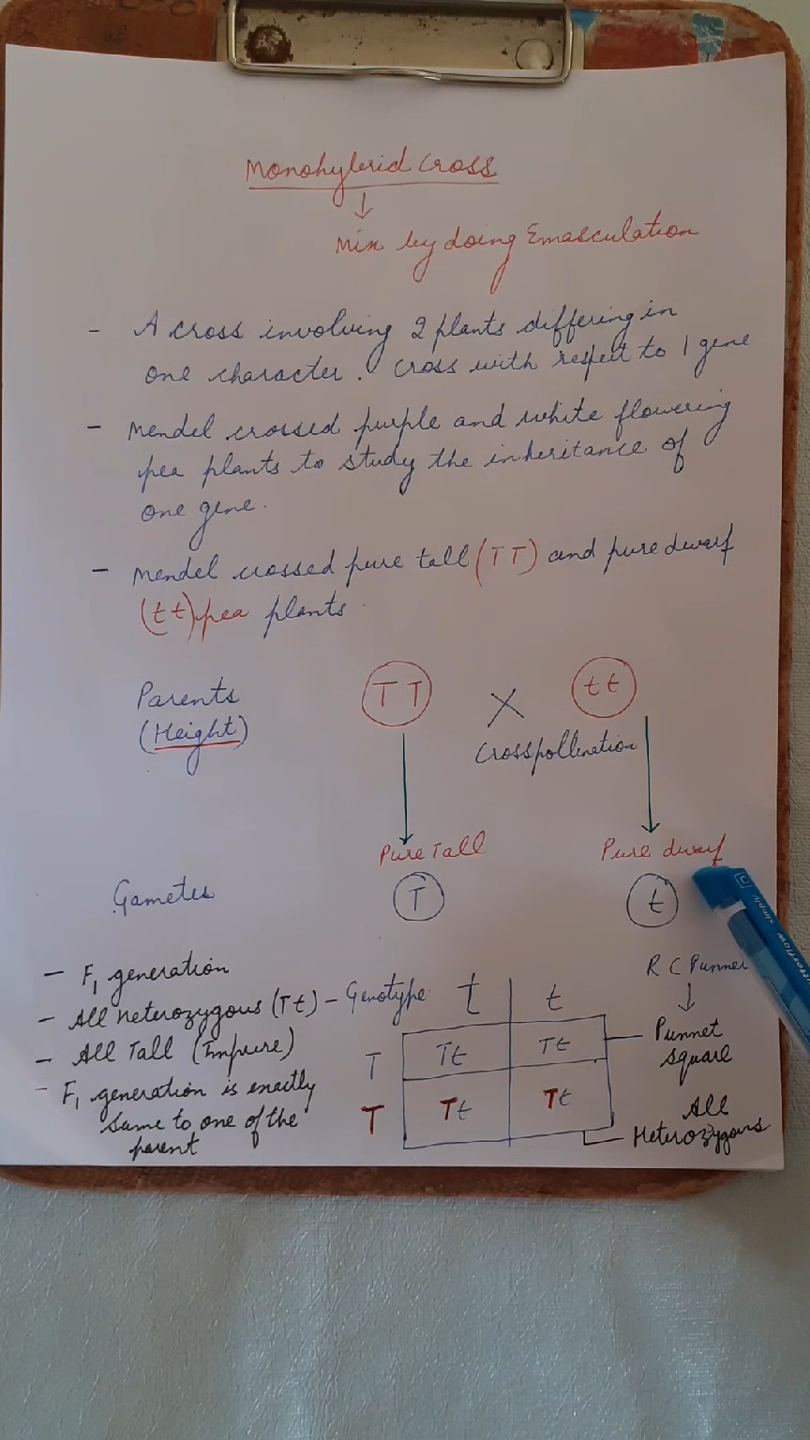 Monohybrid Cross
↓
Mix by doing Emasculation
- A cross involving 2 plants differing in
one character. Cross with respect to 1 gene
- Mendel crossed purple and white flowering
pea plants to study the inheritance of
one gene.
- Mendel crossed pure tall (TT) and pure dwarf
(tt) pea plants.
Parents
(Height)
TT × tt
Crosspollination
Pure Tall
Pure dwarf
Gametes
T
t
- F₁ generation
- All heterozygous (Tt) - Genotype
- All Tall (Impure)
- F₁ generation is exactly
same to one of the
parent
t t
T Tt Tt
T Tt Tt
R C Punner
↓
Punnet
square
All
Heterozygous